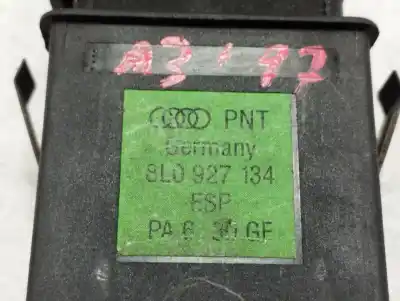 A3 '97
PNT
Germany
8L0 927 134
ESP
PA 6 30 GF